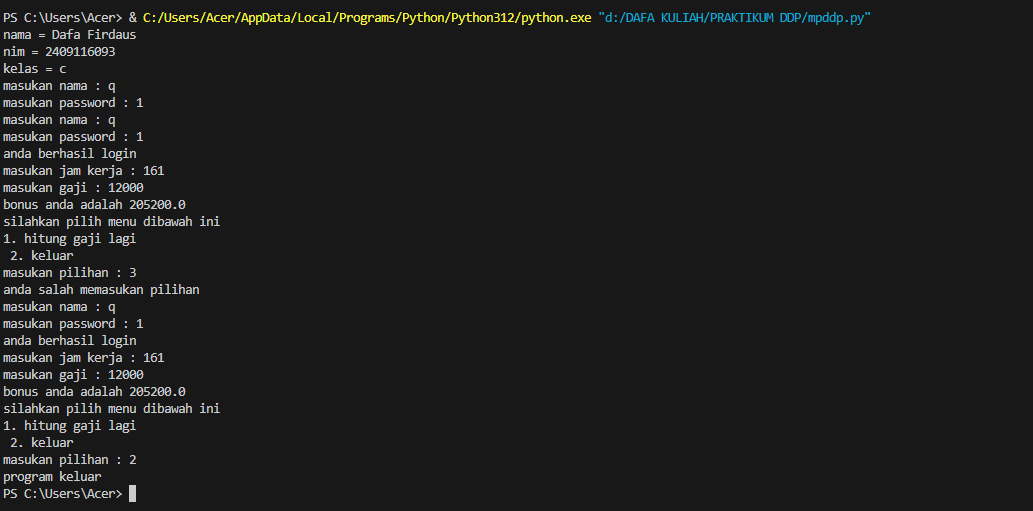 PS C:\Users\Acer> & C:/Users/Acer/AppData/Local/Programs/Python/Python312/python.exe "d:/DAFA KULIAH/PRAKTIKUM DDP/mpddp.py"
nama = Dafa Firdaus
nim = 2409116093
kelas = c
masukan nama : q
masukan password : 1
masukan nama : q
masukan password : 1
anda berhasil login
masukan jam kerja : 161
masukan gaji : 12000
bonus anda adalah 205200.0
silahkan pilih menu dibawah ini
1. hitung gaji lagi
 2. keluar
masukan pilihan : 3
anda salah memasukan pilihan
masukan nama : q
masukan password : 1
anda berhasil login
masukan jam kerja : 161
masukan gaji : 12000
bonus anda adalah 205200.0
silahkan pilih menu dibawah ini
1. hitung gaji lagi
 2. keluar
masukan pilihan : 2
program keluar
PS C:\Users\Acer>